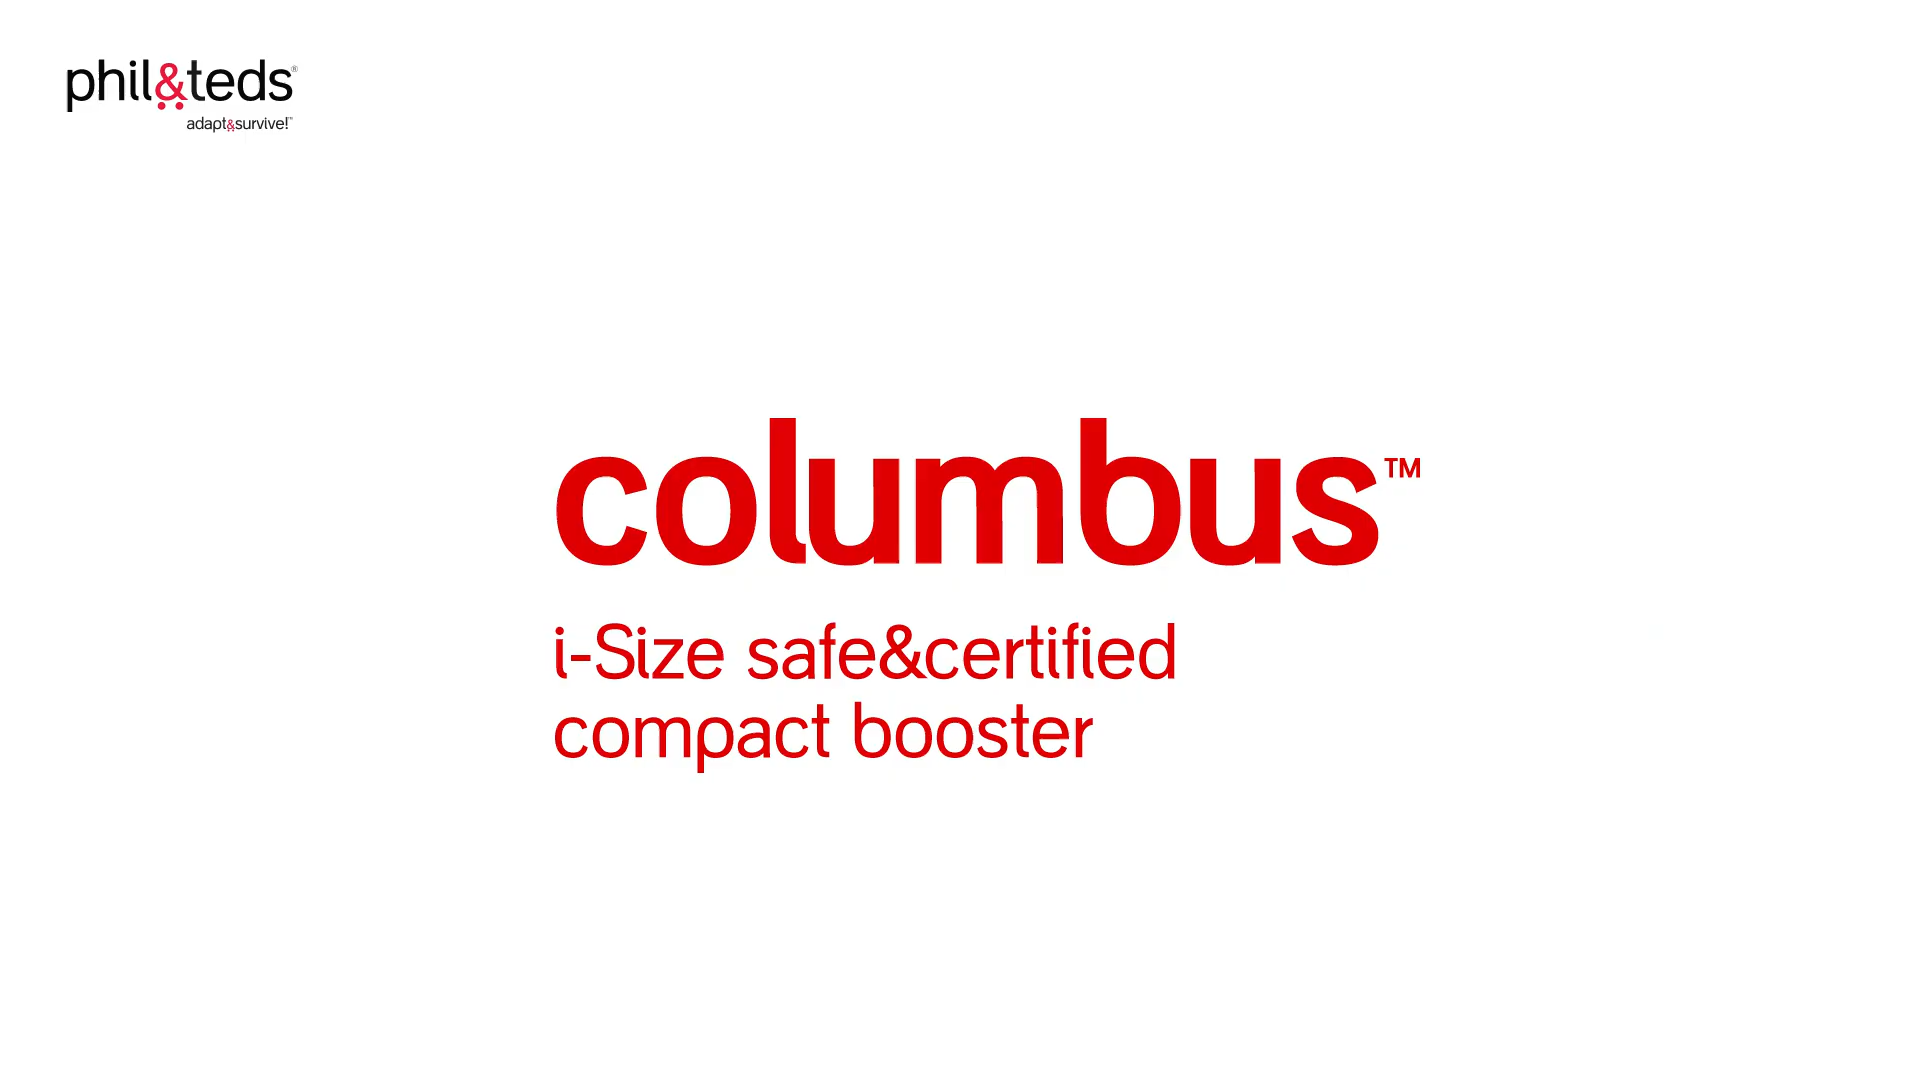 phil&teds®
adapt&survive!™
columbus™
i-Size safe&certified
compact booster